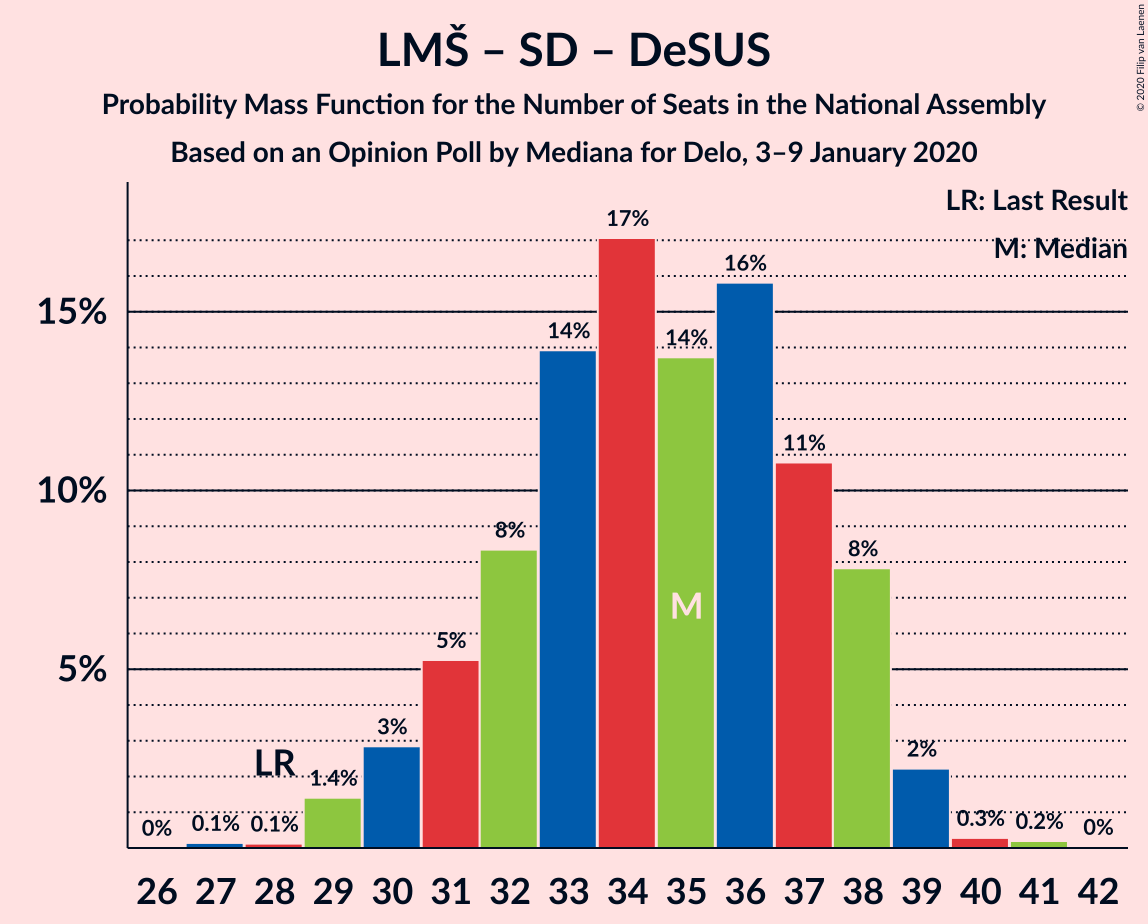 LMŠ – SD – DeSUS
Probability Mass Function for the Number of Seats in the National Assembly
Based on an Opinion Poll by Mediana for Delo, 3–9 January 2020
© 2020 Filip van Laenen
LR: Last Result
M: Median
15%
10%
5%
0%
0.1%
0.1%
LR
1.4%
3%
5%
8%
14%
17%
14%
M
16%
11%
8%
2%
0.3%
0.2%
0%
26 27 28 29 30 31 32 33 34 35 36 37 38 39 40 41 42